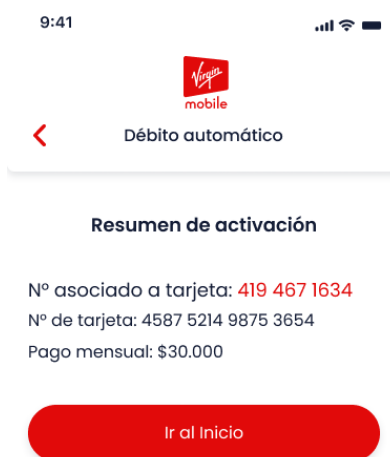 9:41
Virgin
mobile
Débito automático
Resumen de activación
Nº asociado a tarjeta: 419 467 1634
Nº de tarjeta: 4587 5214 9875 3654
Pago mensual: $30.000
Ir al Inicio